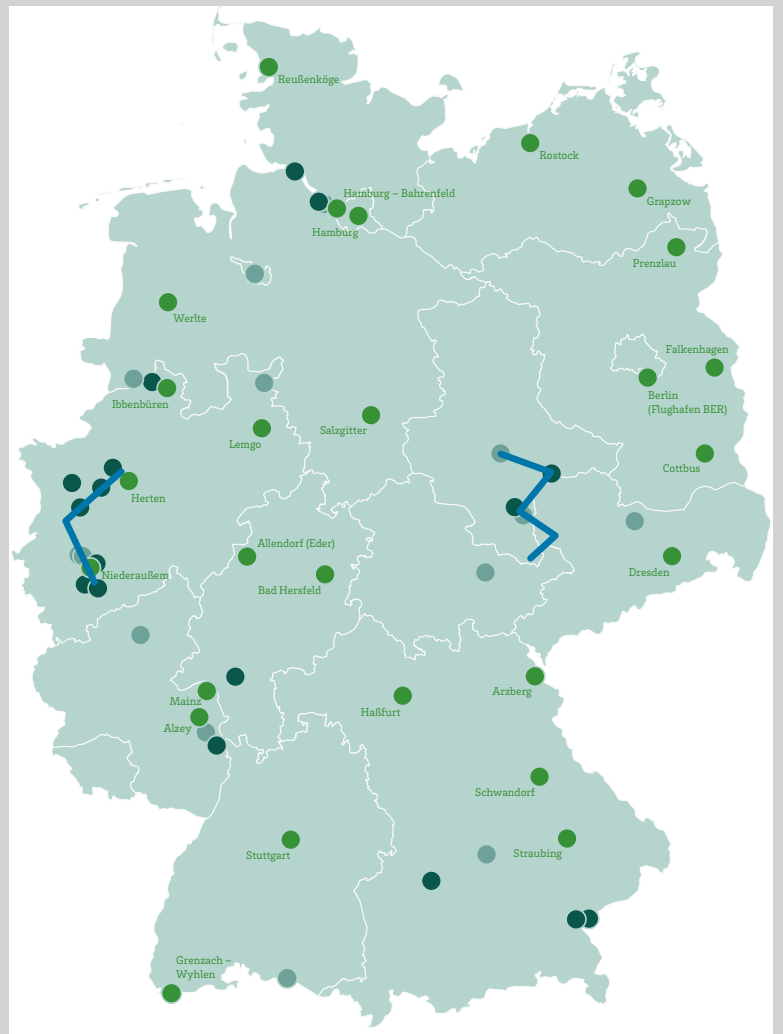 Reußenköge
Rostock
Hamburg – Bahrenfeld
Grapzow
Hamburg
Prenzlau
Werlte
Falkenhagen
Berlin
(Flughafen BER)
Ibbenbüren
Salzgitter
Lemgo
Cottbus
Herten
Allendorf (Eder)
Dresden
Niederaußem
Bad Hersfeld
Arzberg
Mainz
Haßfurt
Alzey
Schwandorf
Stuttgart
Straubing
Grenzach –
Wyhlen